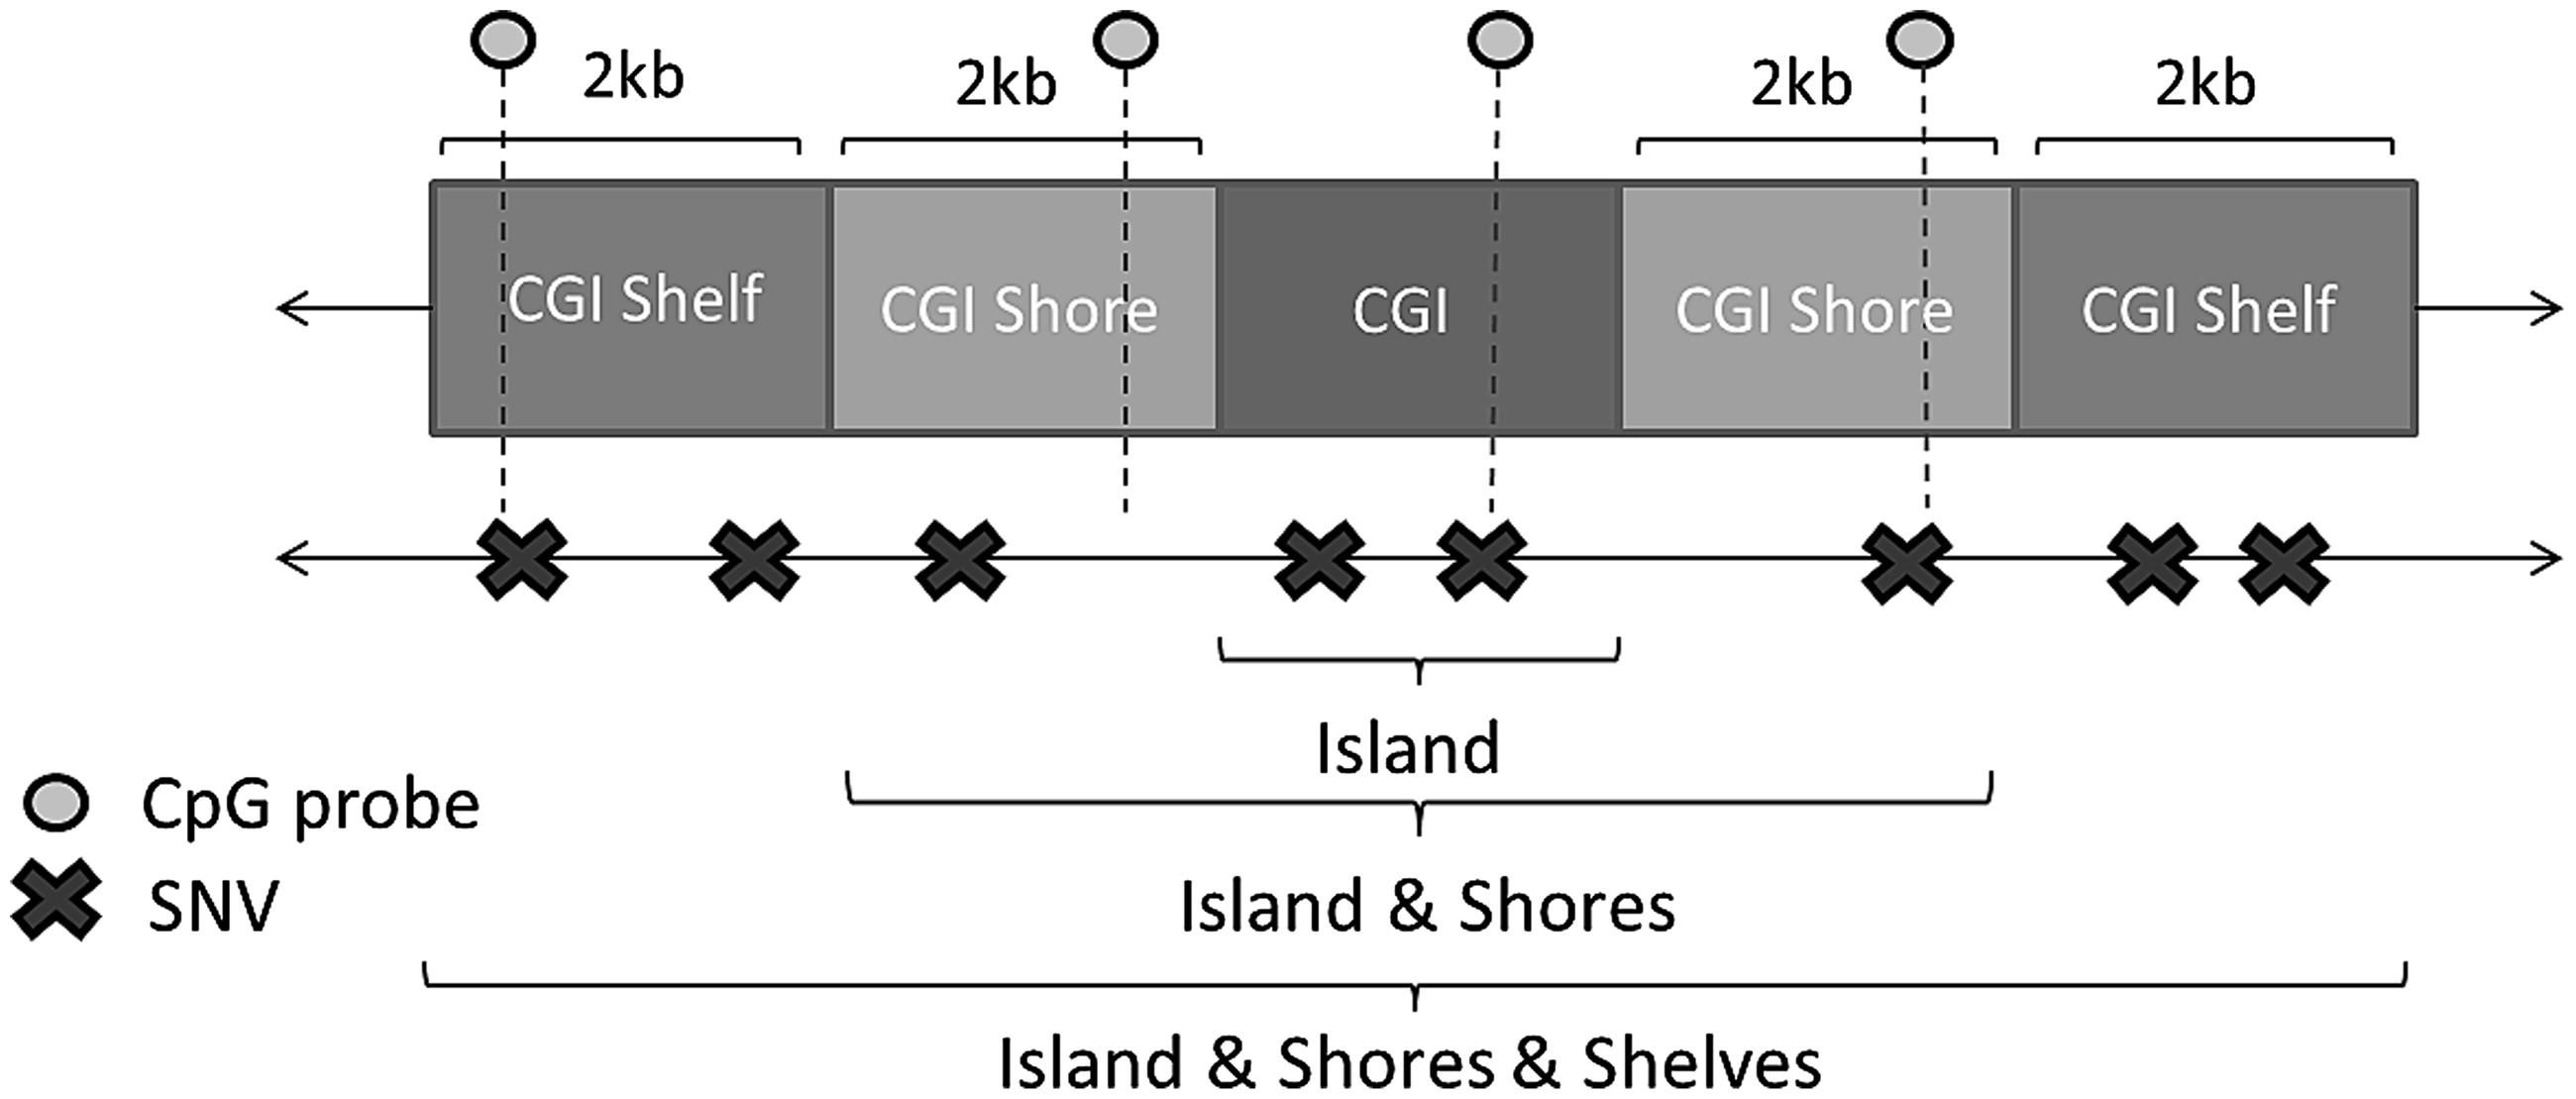 2kb
2kb
2kb
2kb
CGI Shelf
CGI Shore
CGI
CGI Shore
CGI Shelf
Island
CpG probe
SNV
Island & Shores
Island & Shores & Shelves